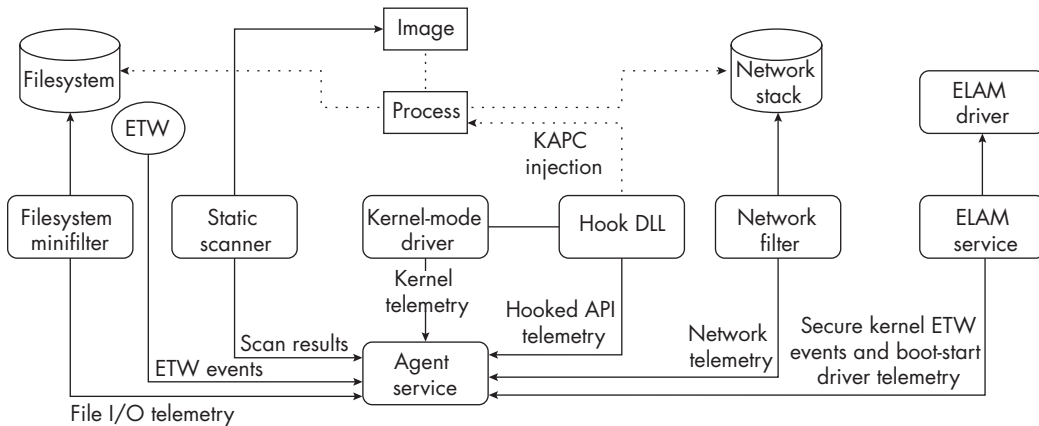 Image
Filesystem
Network
stack
ELAM
driver
Process
ETW
KAPC
injection
Filesystem
minifilter
Static
scanner
Kernel-mode
driver
Hook DLL
Network
filter
ELAM
service
Kernel
telemetry
Hooked API
telemetry
Network
telemetry
Secure kernel ETW
events and boot-start
driver telemetry
Scan results
Agent
service
ETW events
File I/O telemetry